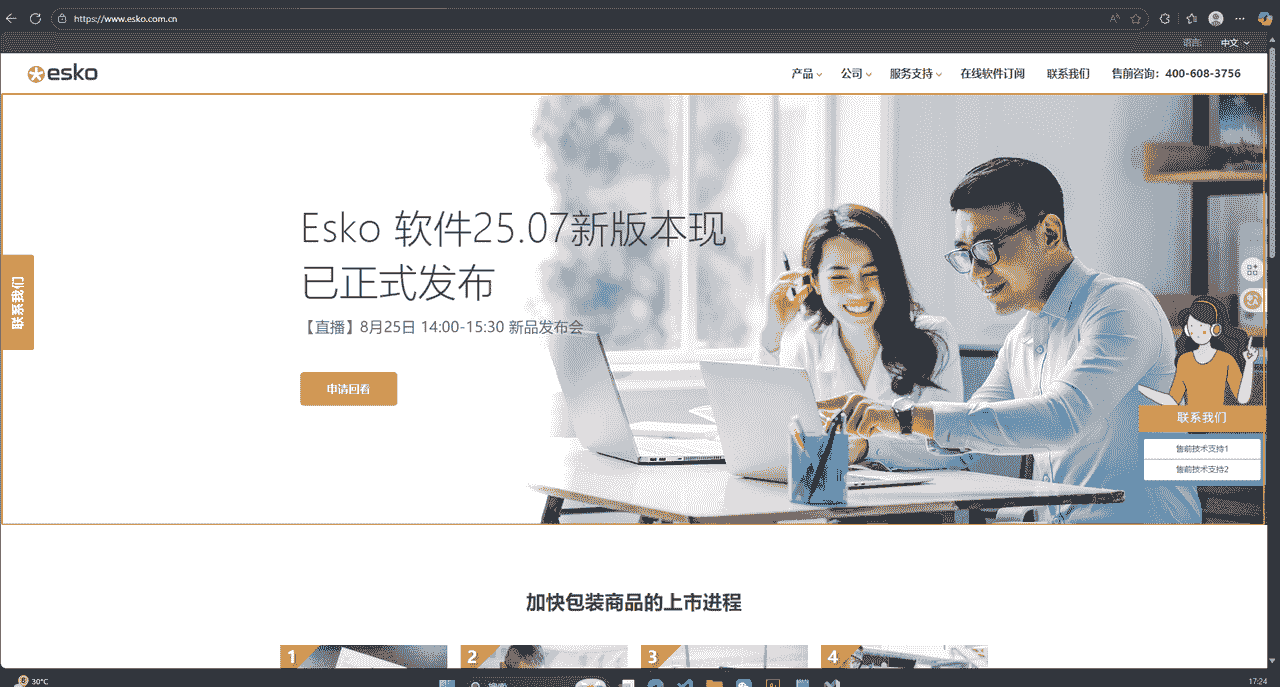 https://www.esko.com.cn
语言: 中文
esko
产品 公司 服务支持 在线软件订阅 联系我们 售前咨询：400-608-3756
Esko 软件25.07新版本现
已正式发布
【直播】8月25日 14:00-15:30 新品发布会
申请回看
联系我们
联系我们
售前技术支持1
售前技术支持2
加快包装商品的上市进程
1 2 3 4
30°C
搜索
17:24